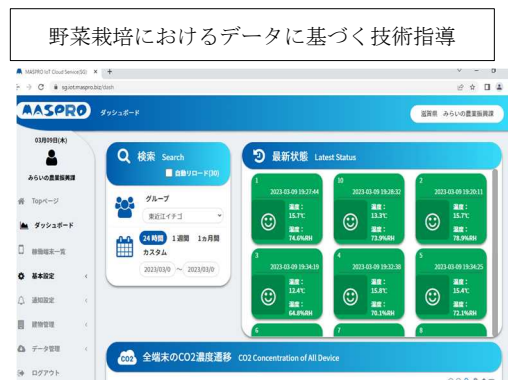 野菜栽培におけるデータに基づく技術指導
MASPRO IoT Cloud Service(SG) × +
sg.iot.maspro.biz/dash
MASPRO ダッシュボード
滋賀県 みらいの農業振興課
03月09日(木)
みらいの農業振興課
Topページ
ダッシュボード
稼働端末一覧
基本設定
通知設定
建物管理
データ管理
ログアウト
検索 Search
自動リロード(30)
グループ
東近江イチゴ
24時間 1週間 1ヵ月間
カスタム
2023/03/0 ~ 2023/03/0
最新状態 Latest Status
1
2023-03-09 19:27:44
温度:
15.7℃
湿度:
74.6%RH
10
2023-03-09 19:28:32
温度:
13.3℃
湿度:
73.9%RH
2
2023-03-09 19:20:11
温度:
15.7℃
湿度:
78.9%RH
3
2023-03-09 19:34:19
温度:
12.4℃
湿度:
64.8%RH
4
2023-03-09 19:32:38
温度:
15.8℃
湿度:
70.1%RH
5
2023-03-09 19:34:25
温度:
15.4℃
湿度:
72.1%RH
6
7
8
CO2 全端末のCO2濃度遷移 CO2 Concentration of All Device